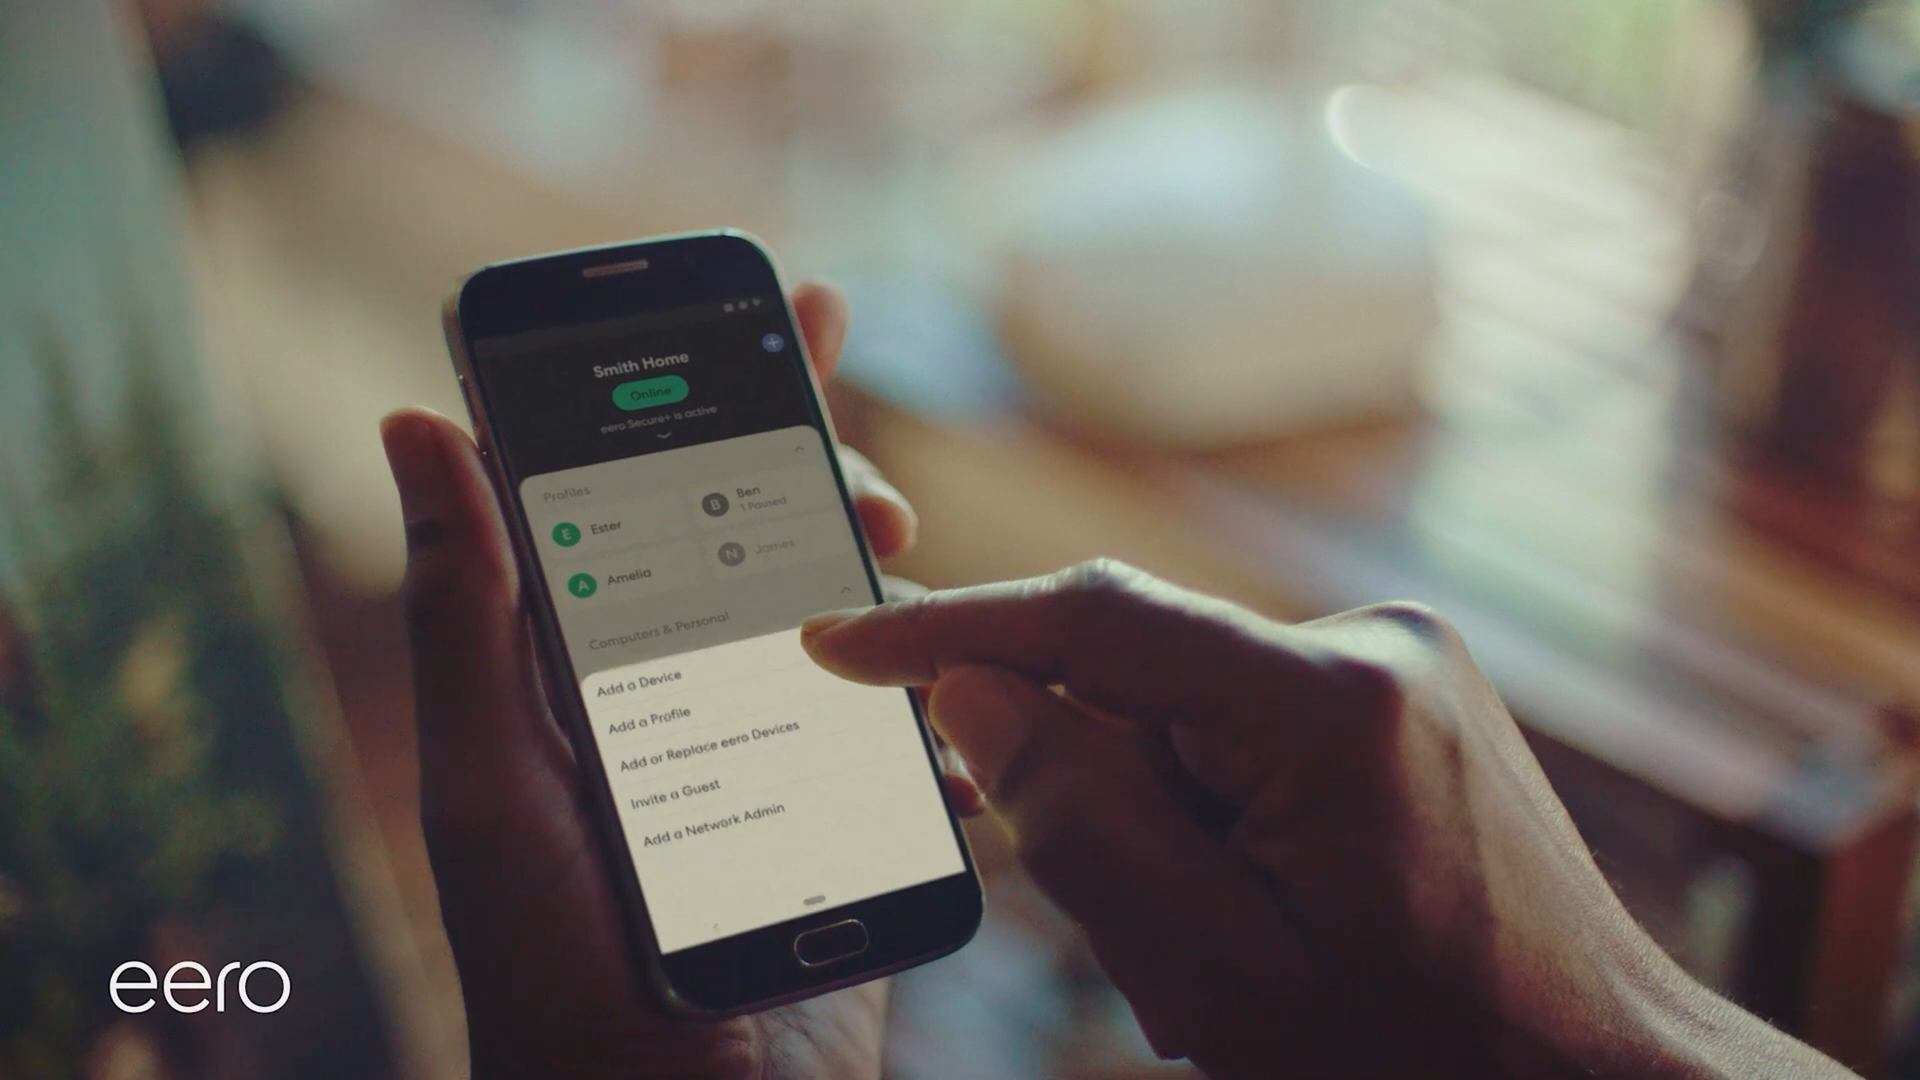 Smith Home
Online
eero Secure+ is active
Profiles
E Ester
B Ben
1 Paused
A Amelia
N James
Computers & Personal
Add a Device
Add a Profile
Add or Replace eero Devices
Invite a Guest
Add a Network Admin
eero